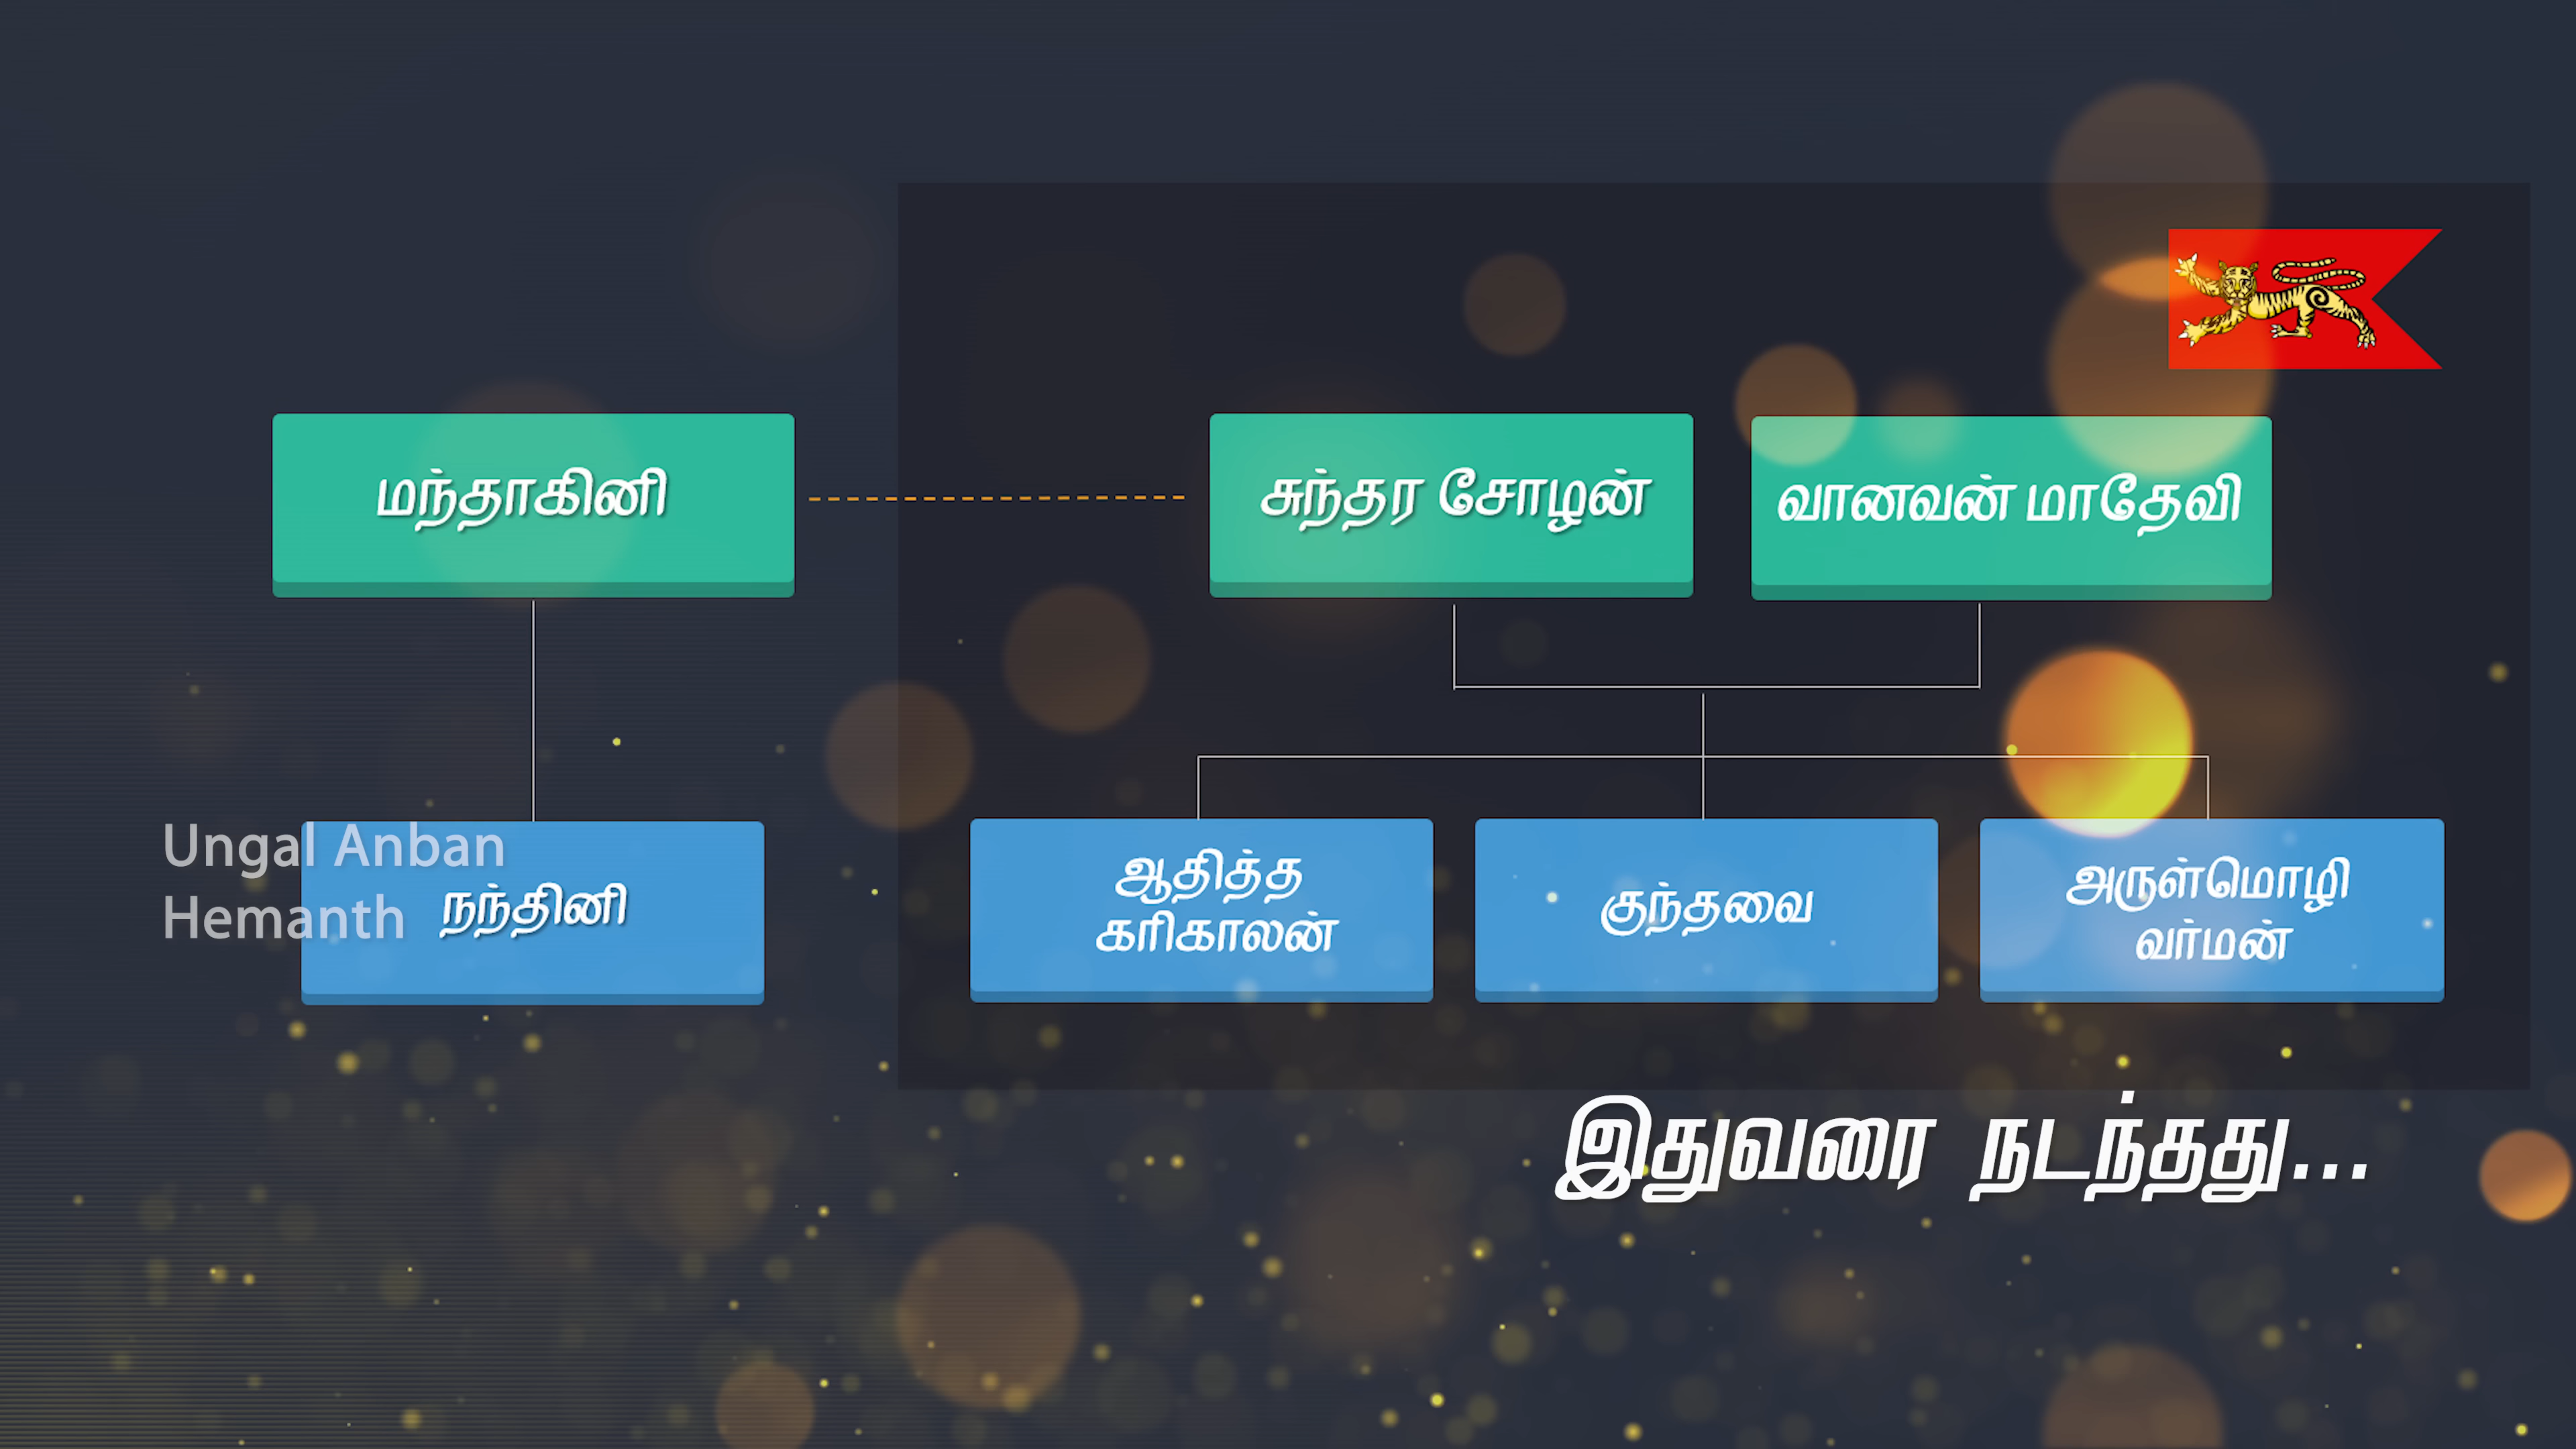 மந்தாகினி
சுந்தர சோழன்
வானவன் மாதேவி
Ungal Anban
Hemanth
நந்தினி
ஆதித்த
கரிகாலன்
குந்தவை
அருள்மொழி
வர்மன்
இதுவரை நடந்தது...